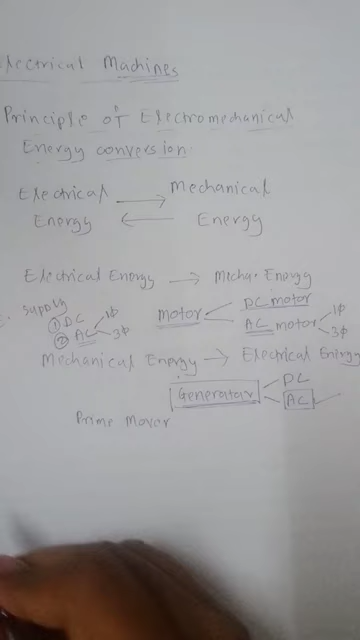 Electrical Machines
Principle of Electromechanical
Energy conversion.
Electrical → Mechanical
Energy ← Energy
Electrical Energy → Mechar Energy
Supply
① DC
② AC 1Φ
3Φ
Motor DC motor
AC motor 1Φ
3Φ
Mechanical Energy → Electrical Energy
Generator DC
AC
Prime Mover